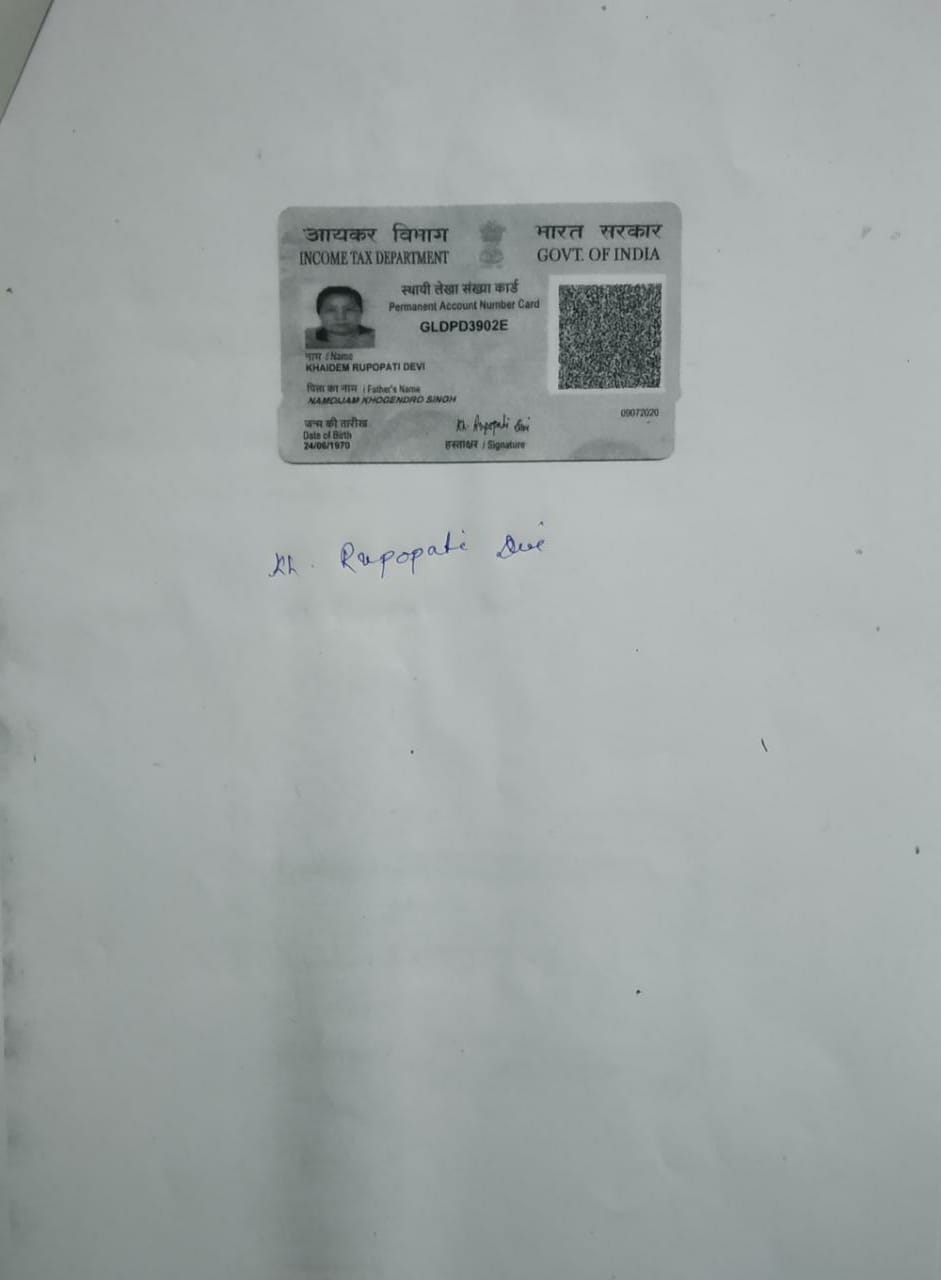 आयकर विभाग
INCOME TAX DEPARTMENT
भारत सरकार
GOVT. OF INDIA
स्थायी लेखा संख्या कार्ड
Permanent Account Number Card
GLDPD3902E
नाम / Name
KHAIDEM RUPOPATI DEVI
पिता का नाम / Father's Name
KHOGENDRO SINGH
09072020
जन्म की तारीख
Date of Birth
24/06/1970
Kh. Rupopati Devi
हस्ताक्षर / Signature
Kh. Rupopati Devi